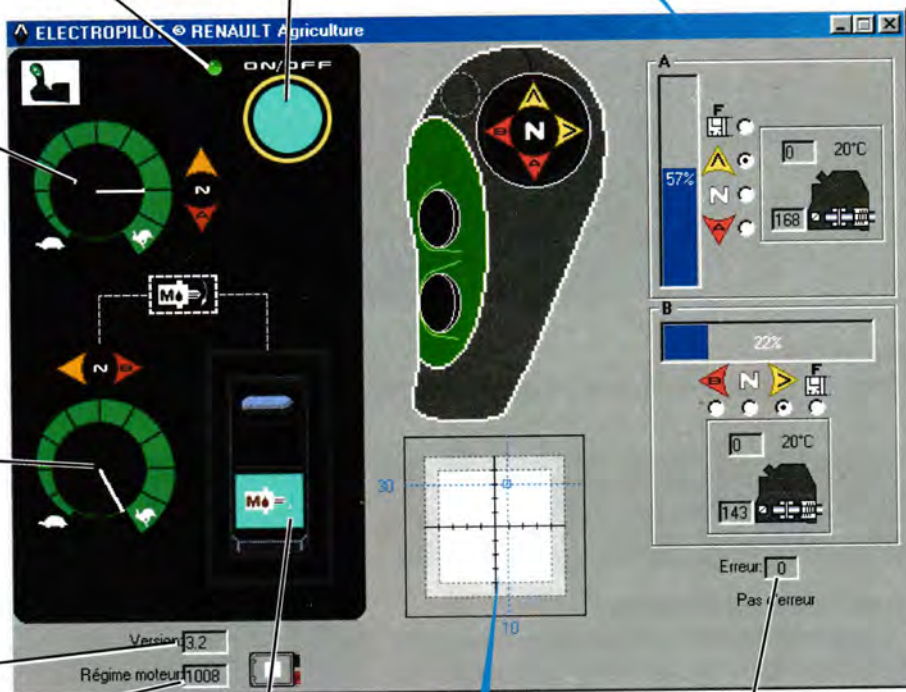 ELECTROPILOT © RENAULT Agriculture
ON/OFF
N
A
M
N
B
M
Version: 3.2
Régime moteur: 1008
B
N
A
30
10
A
57%
F
N
A
0
20°C
168
B
22%
B
N
F
0
20°C
143
Erreur: 0
Pas d'erreur